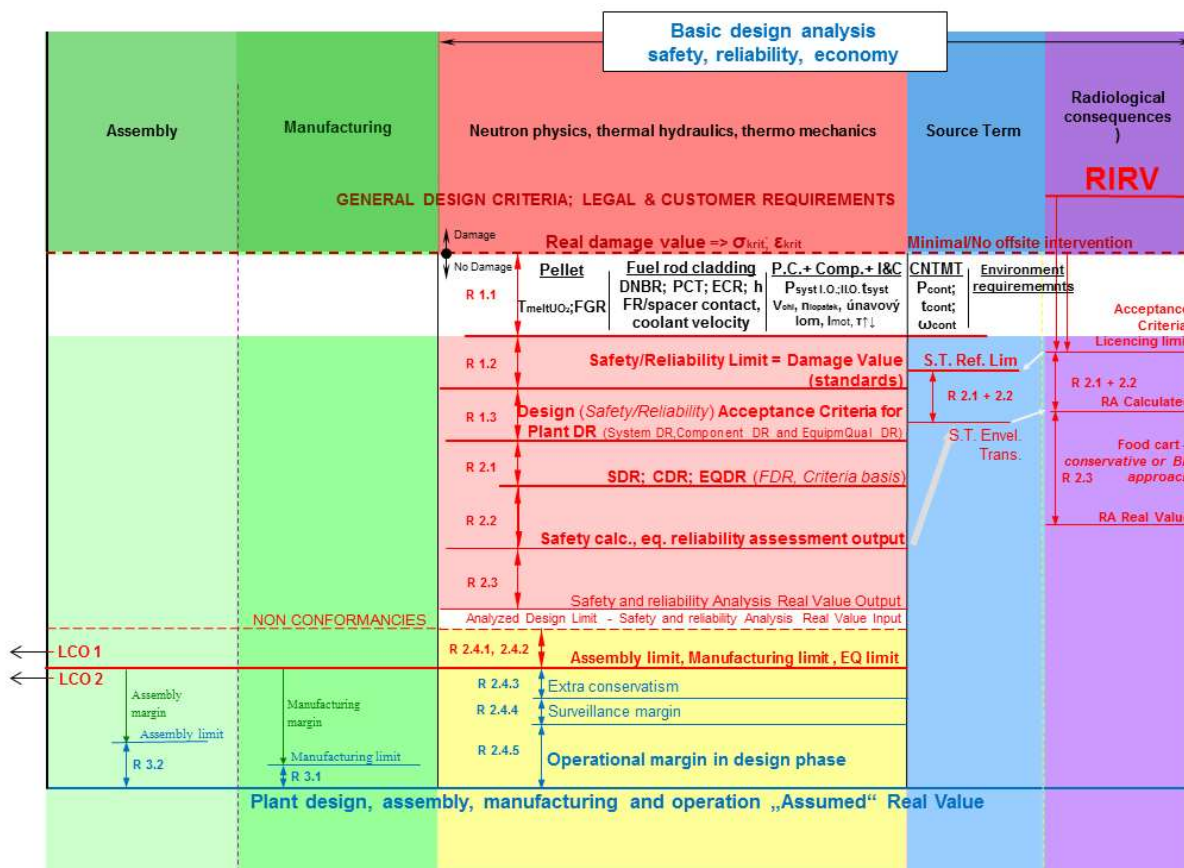 Basic design analysis
safety, reliability, economy
Assembly
Manufacturing
Neutron physics, thermal hydraulics, thermo mechanics
Source Term
Radiological
consequences
)
RIRV
GENERAL DESIGN CRITERIA; LEGAL & CUSTOMER REQUIREMENTS
Damage
No Damage
Real damage value => σkrit; εkrit
Minimal/No offsite intervention
R 1.1
Pellet
TmeltUO₂;FGR
Fuel rod cladding
DNBR; PCT; ECR; h
FR/spacer contact,
coolant velocity
P.C.+ Comp.+ I&C
Psyst I.O.;II.O. tsyst
Vchl, nlopatek, únavový
lom, Imot, τ↑↓
CNTMT
Pcont;
tcont;
ωcont
Environment
requirememnts
Acceptance
Criteria
Licencing limit
R 1.2
Safety/Reliability Limit = Damage Value
(standards)
S.T. Ref. Lim
R 2.1 + 2.2
R 2.1 + 2.2
RA Calculated
R 1.3
Design (Safety/Reliability) Acceptance Criteria for
Plant DR (System DR,Component DR and EquipmQual DR)
S.T. Envel.
Trans.
R 2.1
SDR; CDR; EQDR (FDR, Criteria basis)
Food cart –
conservative or
approach
R 2.3
R 2.2
Safety calc., eq. reliability assessment output
RA Real Value
R 2.3
Safety and reliability Analysis Real Value Output
NON CONFORMANCIES
Analyzed Design Limit - Safety and reliability Analysis Real Value Input
LCO 1
R 2.4.1, 2.4.2
Assembly limit, Manufacturing limit , EQ limit
LCO 2
R 2.4.3
Extra conservatism
Assembly
margin
Manufacturing
margin
R 2.4.4
Surveillance margin
Assembly limit
R 3.2
Manufacturing limit
R 3.1
R 2.4.5
Operational margin in design phase
Plant design, assembly, manufacturing and operation „Assumed“ Real Value